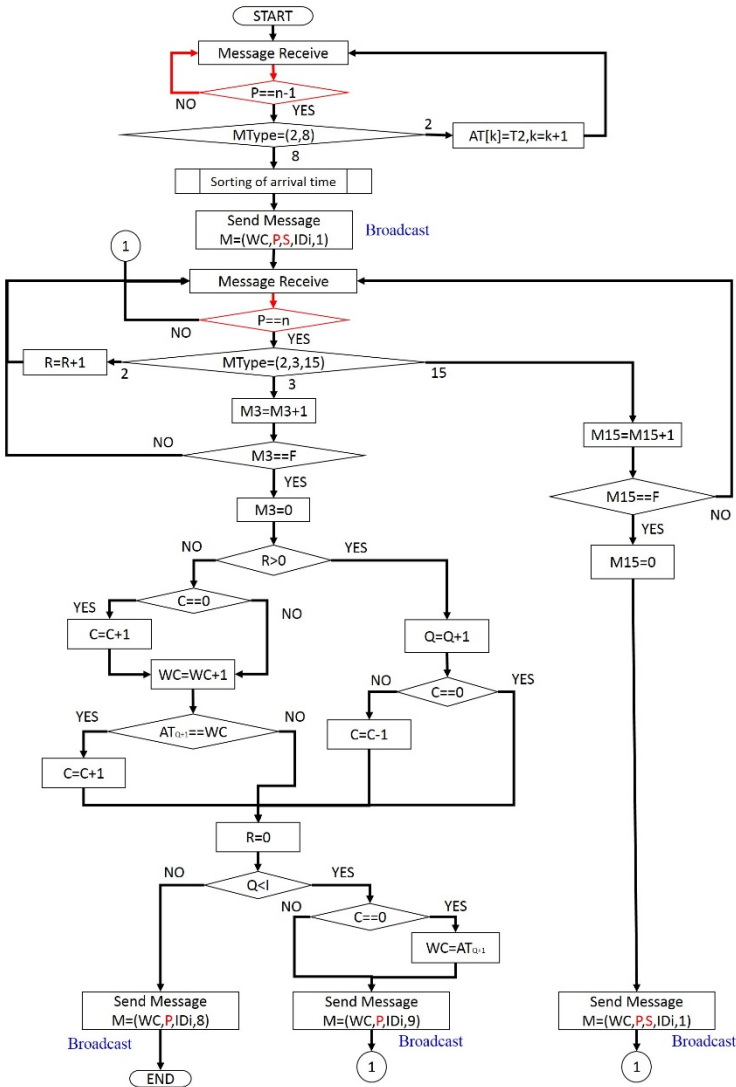 START
Message Receive
P==n-1
NO
YES
MType=(2,8)
2
AT[k]=T2,k=k+1
8
Sorting of arrival time
Send Message
M=(WC,P,S,IDi,1)
Broadcast
1
Message Receive
P==n
NO
YES
R=R+1
2
MType=(2,3,15)
15
3
M3=M3+1
M15=M15+1
NO
M3==F
YES
M15==F
NO
YES
M3=0
M15=0
NO
R>0
YES
C==0
YES
NO
C=C+1
Q=Q+1
WC=WC+1
NO
C==0
YES
YES
ATQ+1==WC
NO
C=C-1
C=C+1
R=0
NO
Q<I
YES
NO
C==0
YES
WC=ATQ+1
Send Message
M=(WC,P,IDi,8)
Broadcast
Send Message
M=(WC,P,IDi,9)
Broadcast
Send Message
M=(WC,P,S,IDi,1)
Broadcast
END
1
1